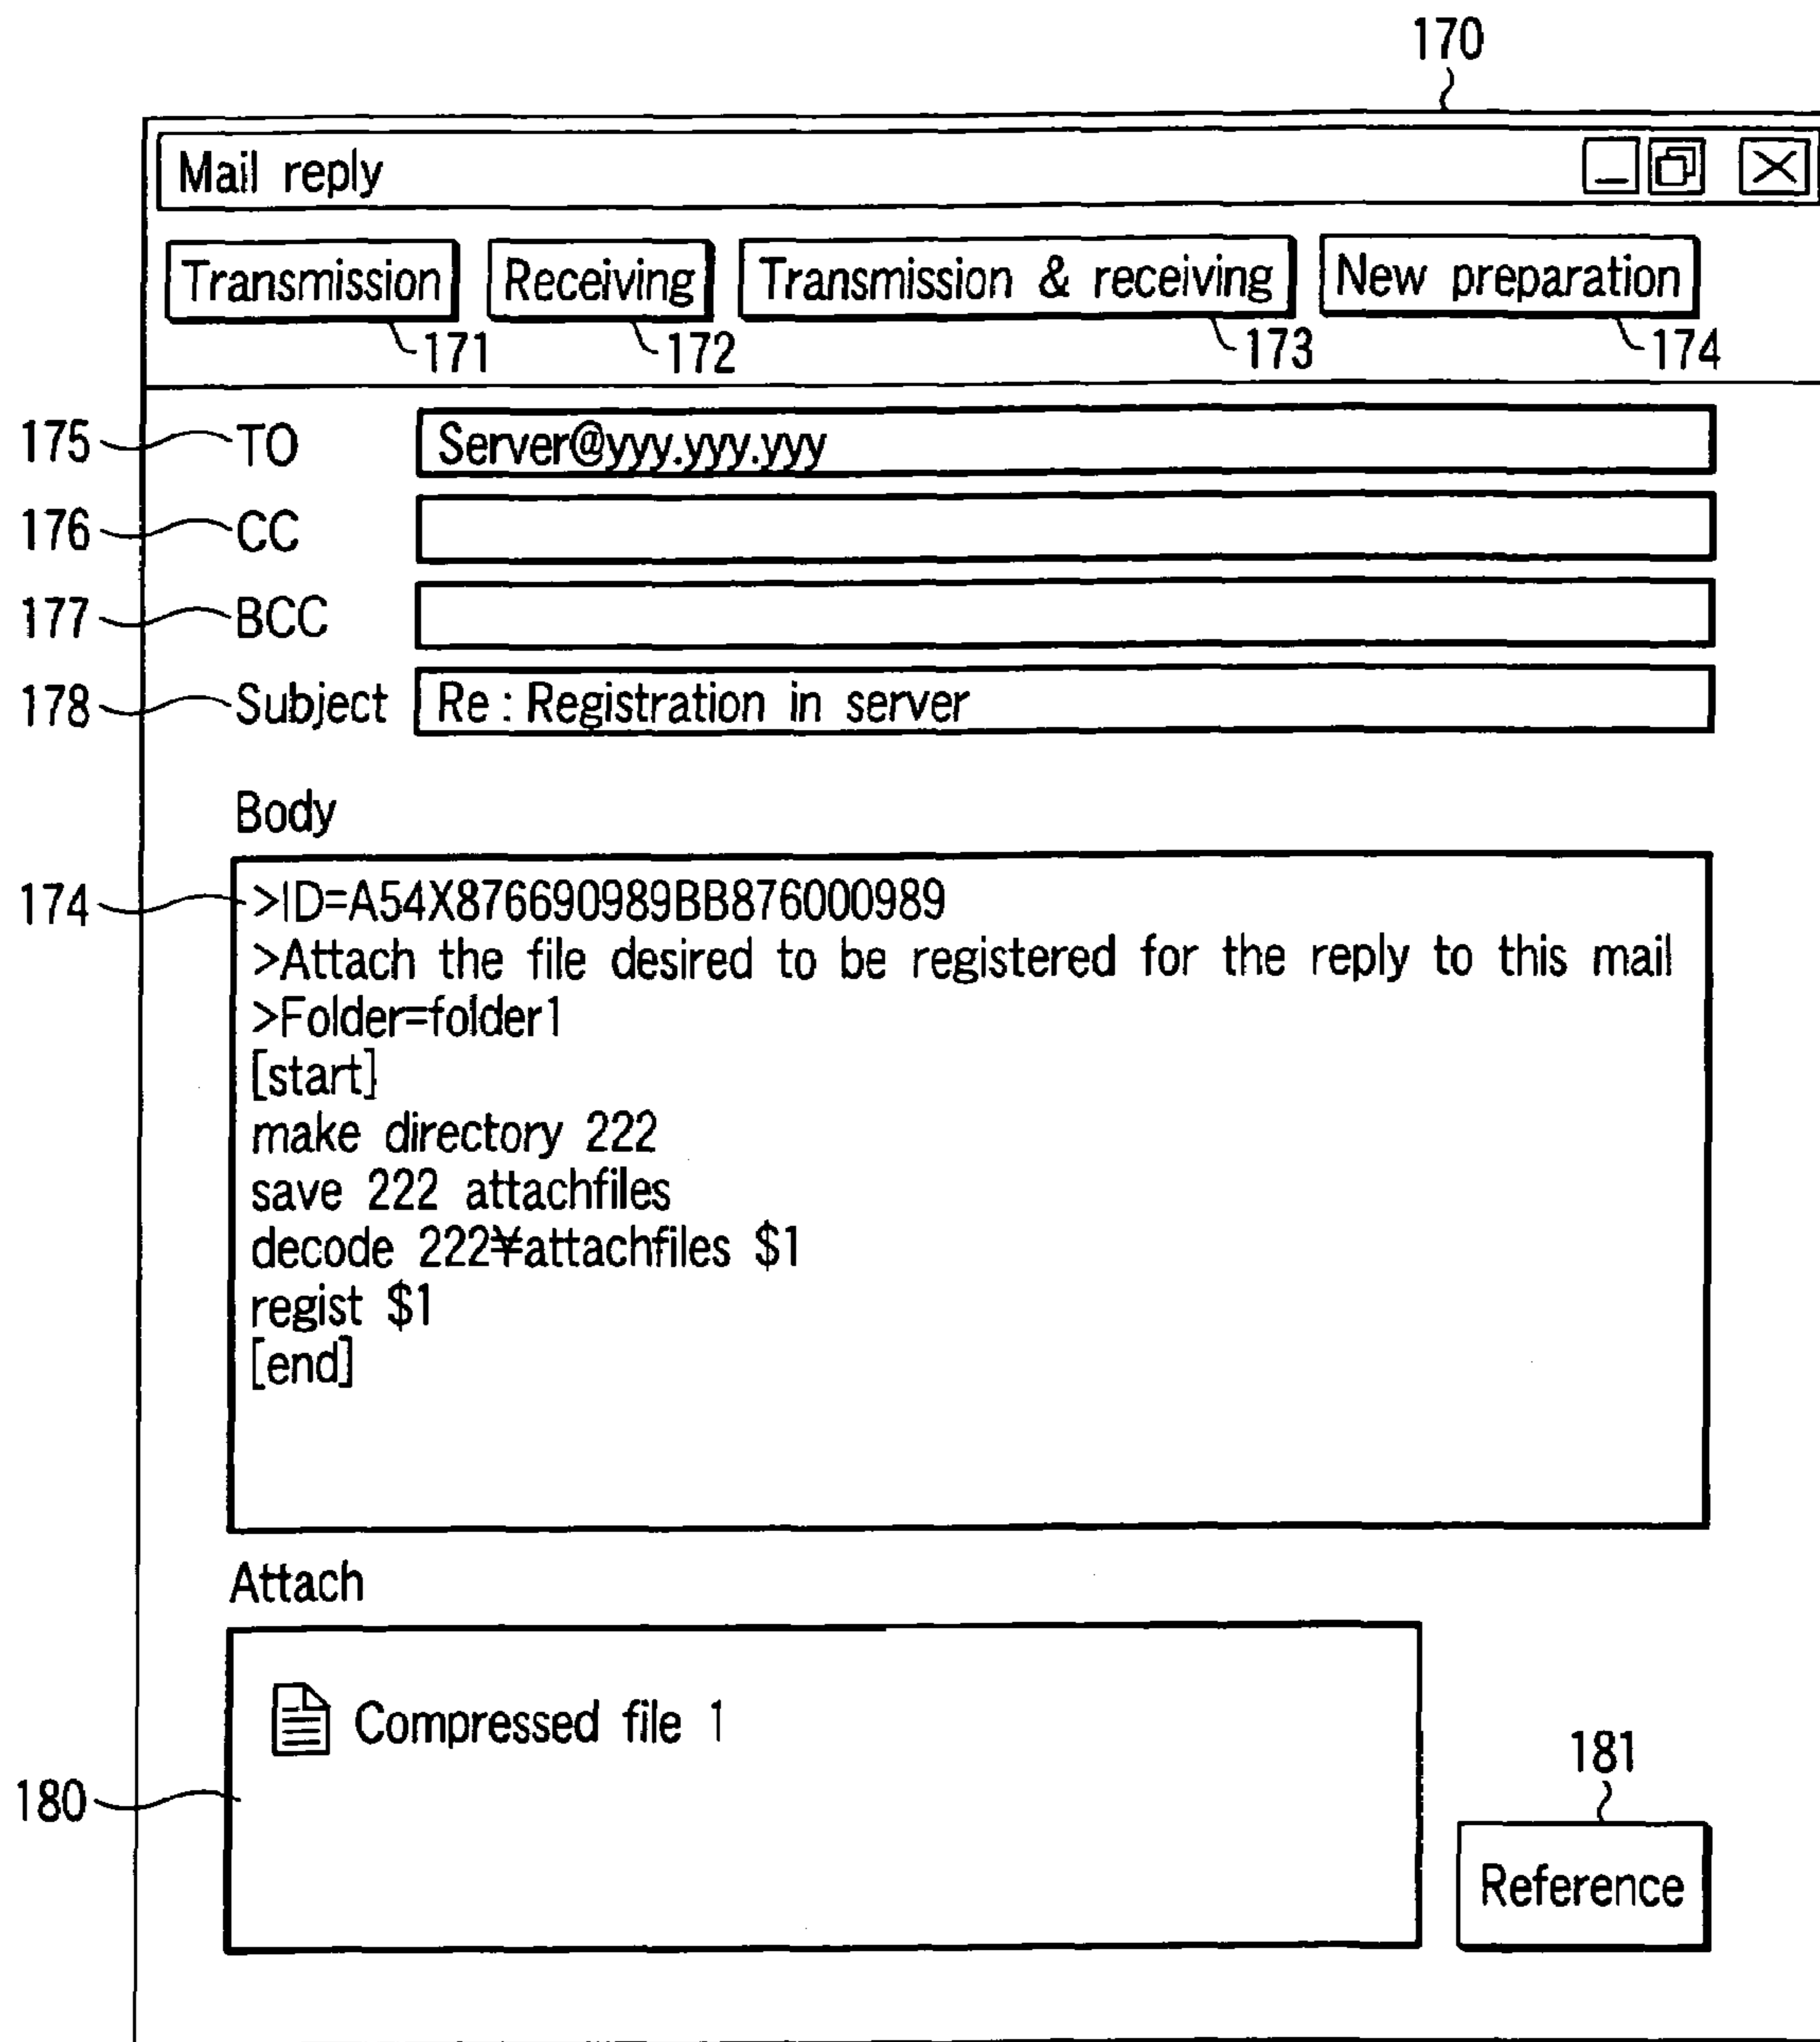 170
Mail reply
Transmission Receiving Transmission & receiving New preparation
171 172 173 174
175 TO Server@yyy.yyy.yyy
176 CC
177 BCC
178 Subject Re : Registration in server
Body
174 >ID=A54X876690989BB876000989
>Attach the file desired to be registered for the reply to this mail
>Folder=folder1
[start]
make directory 222
save 222 attachfiles
decode 222¥attachfiles $1
regist $1
[end]
Attach
Compressed file 1
180
181
Reference